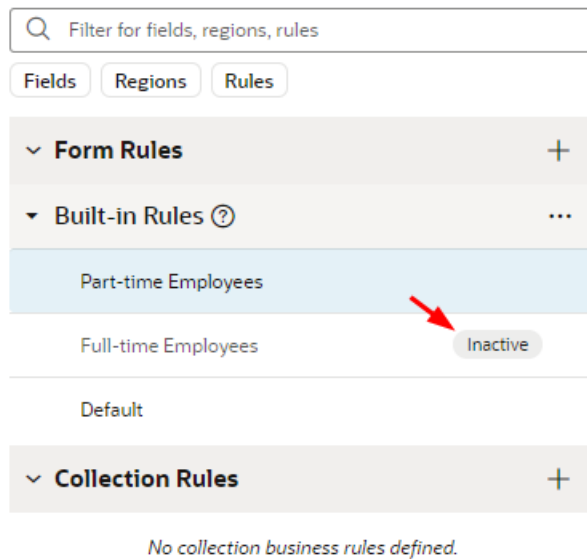 Filter for fields, regions, rules
Fields Regions Rules
Form Rules
Built-in Rules
Part-time Employees
Full-time Employees Inactive
Default
Collection Rules
No collection business rules defined.